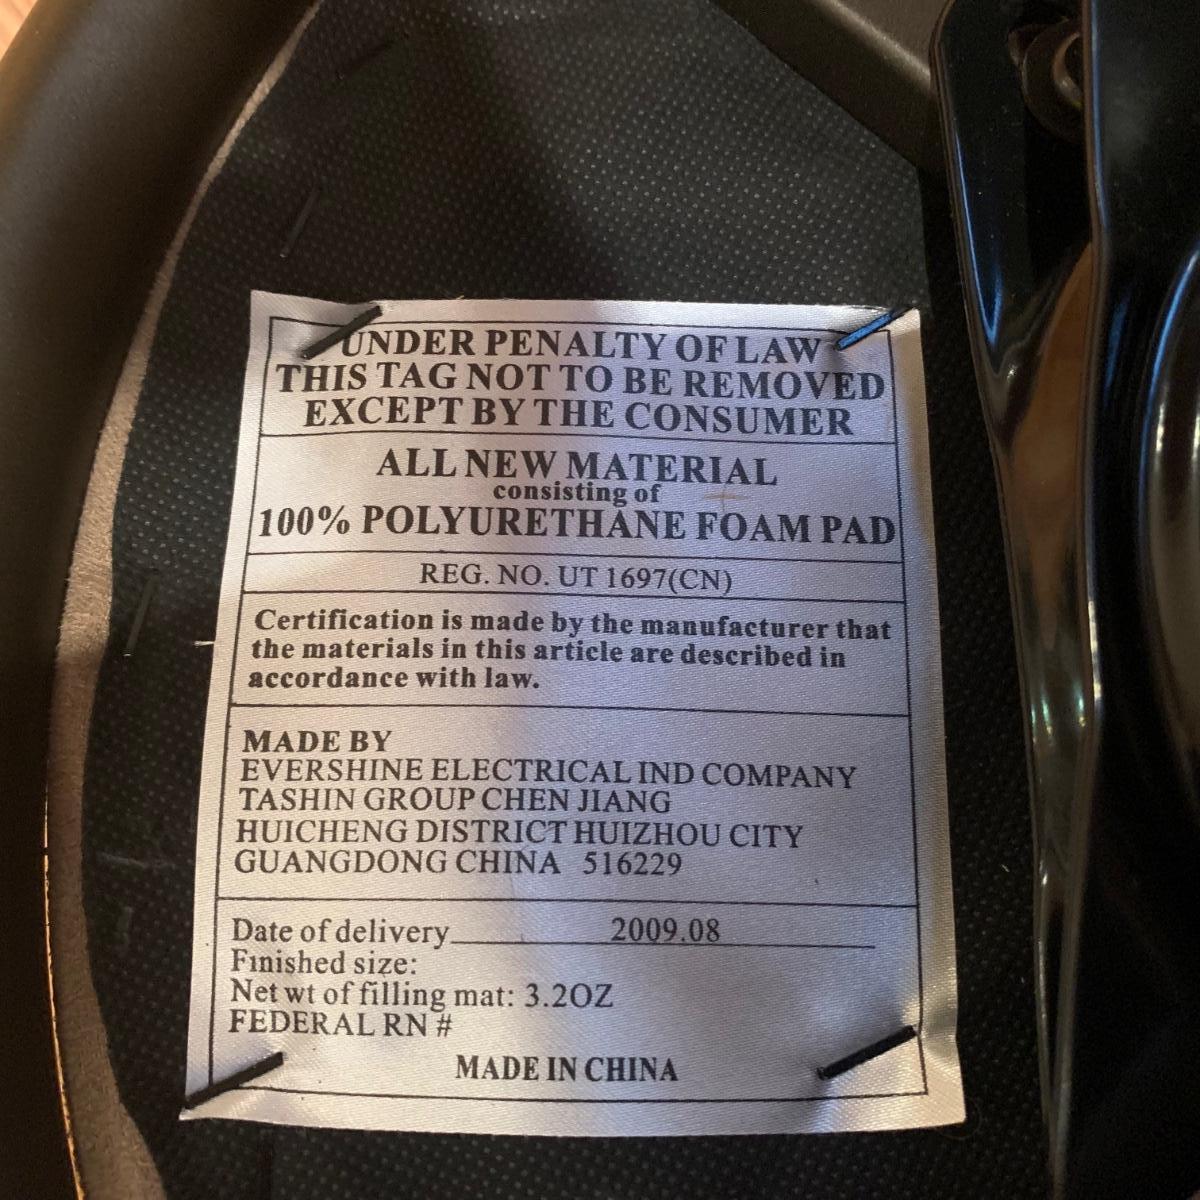 UNDER PENALTY OF LAW
THIS TAG NOT TO BE REMOVED
EXCEPT BY THE CONSUMER
ALL NEW MATERIAL
consisting of
100% POLYURETHANE FOAM PAD
REG. NO. UT 1697(CN)
Certification is made by the manufacturer that
the materials in this article are described in
accordance with law.
MADE BY
EVERSHINE ELECTRICAL IND COMPANY
TASHIN GROUP CHEN JIANG
HUICHENG DISTRICT HUIZHOU CITY
GUANGDONG CHINA 516229
Date of delivery 2009.08
Finished size:
Net wt of filling mat: 3.2OZ
FEDERAL RN #
MADE IN CHINA